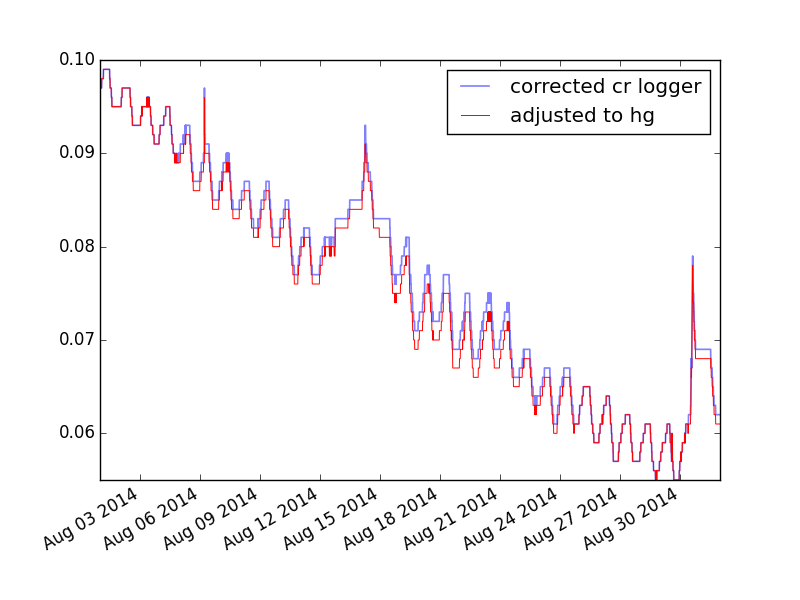 0.10
corrected cr logger
adjusted to hg
0.09
0.08
0.07
0.06
Aug 03 2014
Aug 06 2014
Aug 09 2014
Aug 12 2014
Aug 15 2014
Aug 18 2014
Aug 21 2014
Aug 24 2014
Aug 27 2014
Aug 30 2014